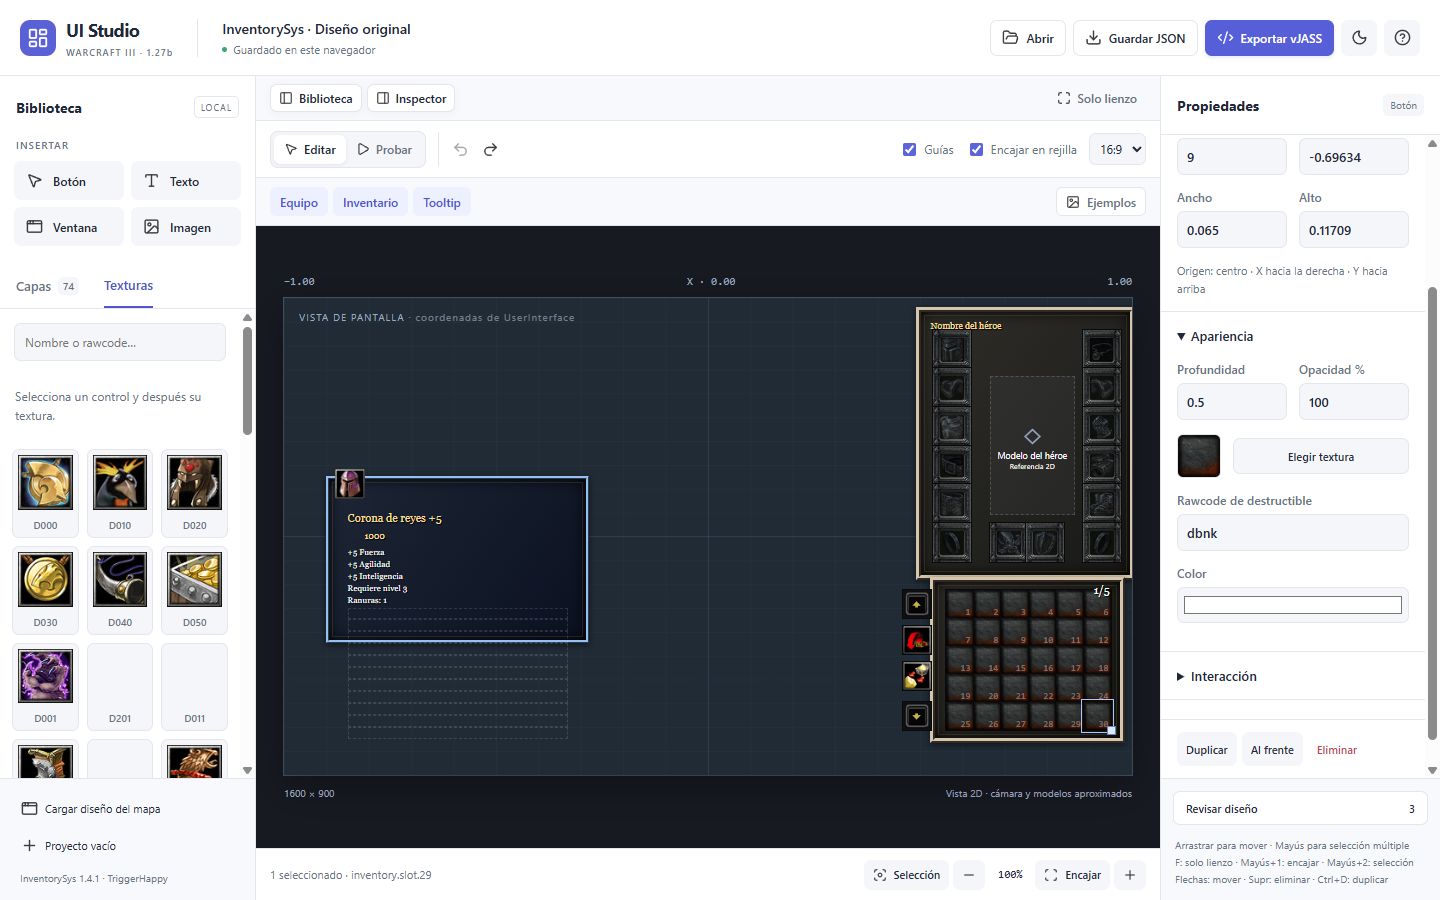 UI Studio
WARCRAFT III · 1.27b
InventorySys · Diseño original
Guardado en este navegador
Abrir
Guardar JSON
Exportar vJASS
Biblioteca
LOCAL
INSERTAR
Botón
Texto
Ventana
Imagen
Capas 74
Texturas
Nombre o rawcode...
Selecciona un control y después su
textura.
D000
D010
D020
D030
D040
D050
D001
D201
D011
Cargar diseño del mapa
Proyecto vacío
InventorySys 1.4.1 · TriggerHappy
Biblioteca
Inspector
Solo lienzo
Editar
Probar
Guías
Encajar en rejilla
16:9
Equipo
Inventario
Tooltip
Ejemplos
−1.00
X · 0.00
1.00
VISTA DE PANTALLA · coordenadas de UserInterface
Nombre del héroe
Modelo del héroe
Referencia 2D
Corona de reyes +5
1000
+5 Fuerza
+5 Agilidad
+5 Inteligencia
Requiere nivel 3
Ranuras: 1
1/5
1 2 3 4 5 6
7 8 9 10 11 12
13 14 15 16 17 18
19 20 21 22 23 24
25 26 27 28 29 30
1600 × 900
Vista 2D · cámara y modelos aproximados
1 seleccionado · inventory.slot.29
Selección
100%
Encajar
Propiedades
Botón
9
-0.69634
Ancho
Alto
0.065
0.11709
Origen: centro · X hacia la derecha · Y hacia
arriba
Apariencia
Profundidad
Opacidad %
0.5
100
Elegir textura
Rawcode de destructible
dbnk
Color
Interacción
Duplicar
Al frente
Eliminar
Revisar diseño
3
Arrastrar para mover · Mayús para selección múltiple
F: solo lienzo · Mayús+1: encajar · Mayús+2: selección
Flechas: mover · Supr: eliminar · Ctrl+D: duplicar